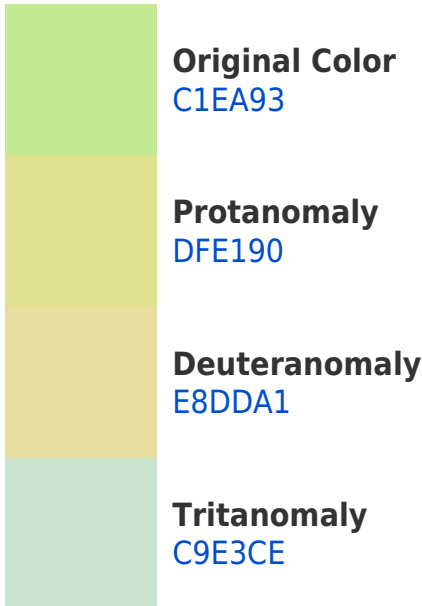 Original Color
C1EA93
Protanomaly
DFE190
Deuteranomaly
E8DDA1
Tritanomaly
C9E3CE